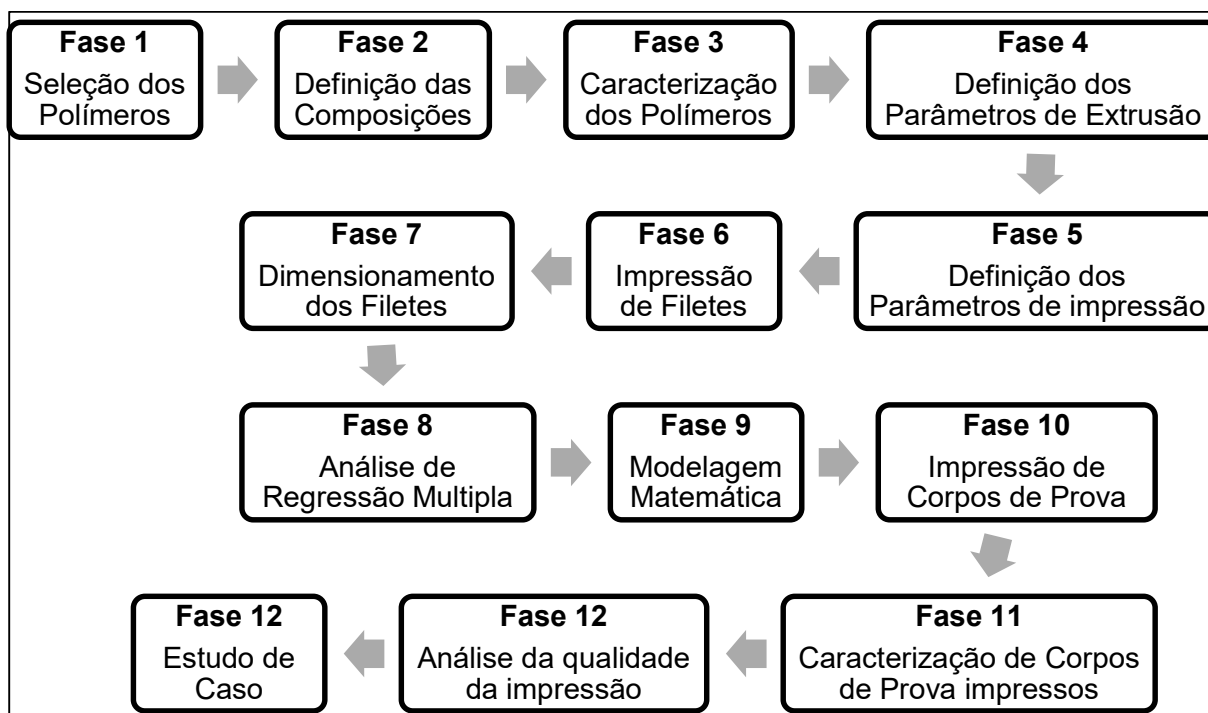 Fase 1
Seleção dos
Polímeros
Fase 2
Definição das
Composições
Fase 3
Caracterização
dos Polímeros
Fase 4
Definição dos
Parâmetros de Extrusão
Fase 5
Definição dos
Parâmetros de impressão
Fase 6
Impressão
de Filetes
Fase 7
Dimensionamento
dos Filetes
Fase 8
Análise de
Regressão Multipla
Fase 9
Modelagem
Matemática
Fase 10
Impressão de
Corpos de Prova
Fase 11
Caracterização de Corpos
de Prova impressos
Fase 12
Análise da qualidade
da impressão
Fase 12
Estudo de
Caso